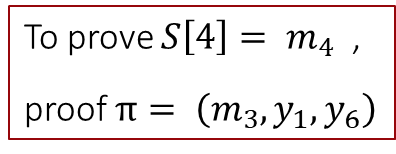 To prove S[4] = m₄ ,
proof π = (m₃, y₁, y₆)